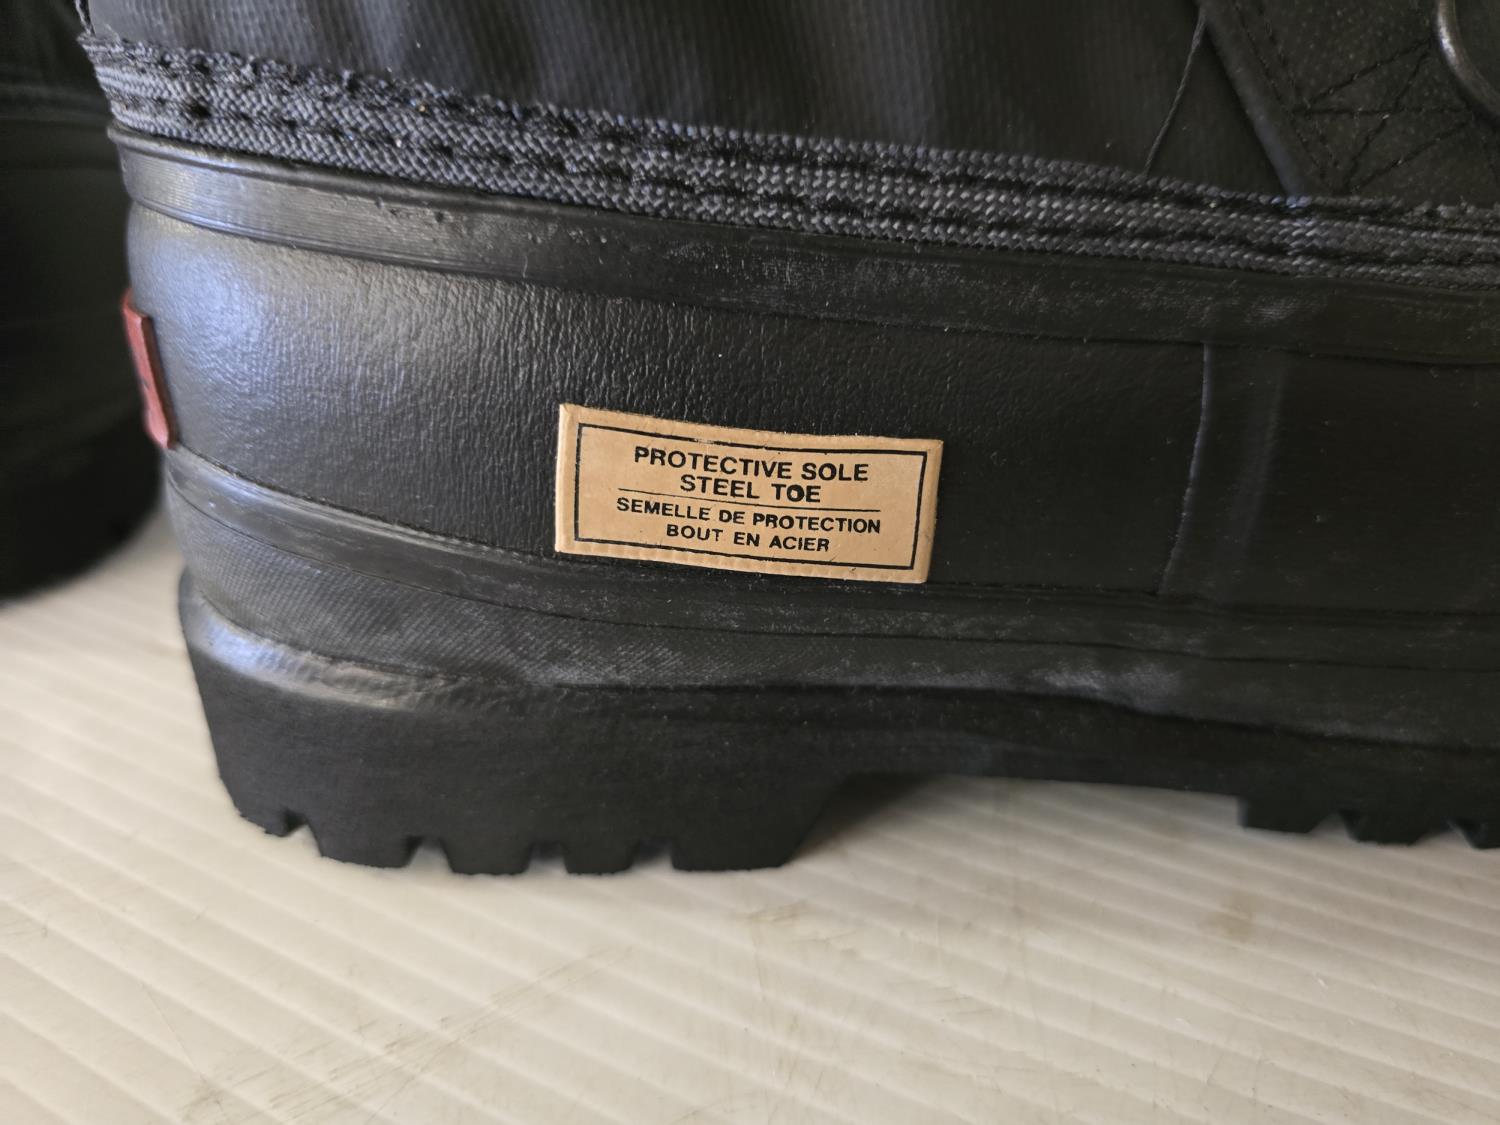 PROTECTIVE SOLE
STEEL TOE
SEMELLE DE PROTECTION
BOUT EN ACIER